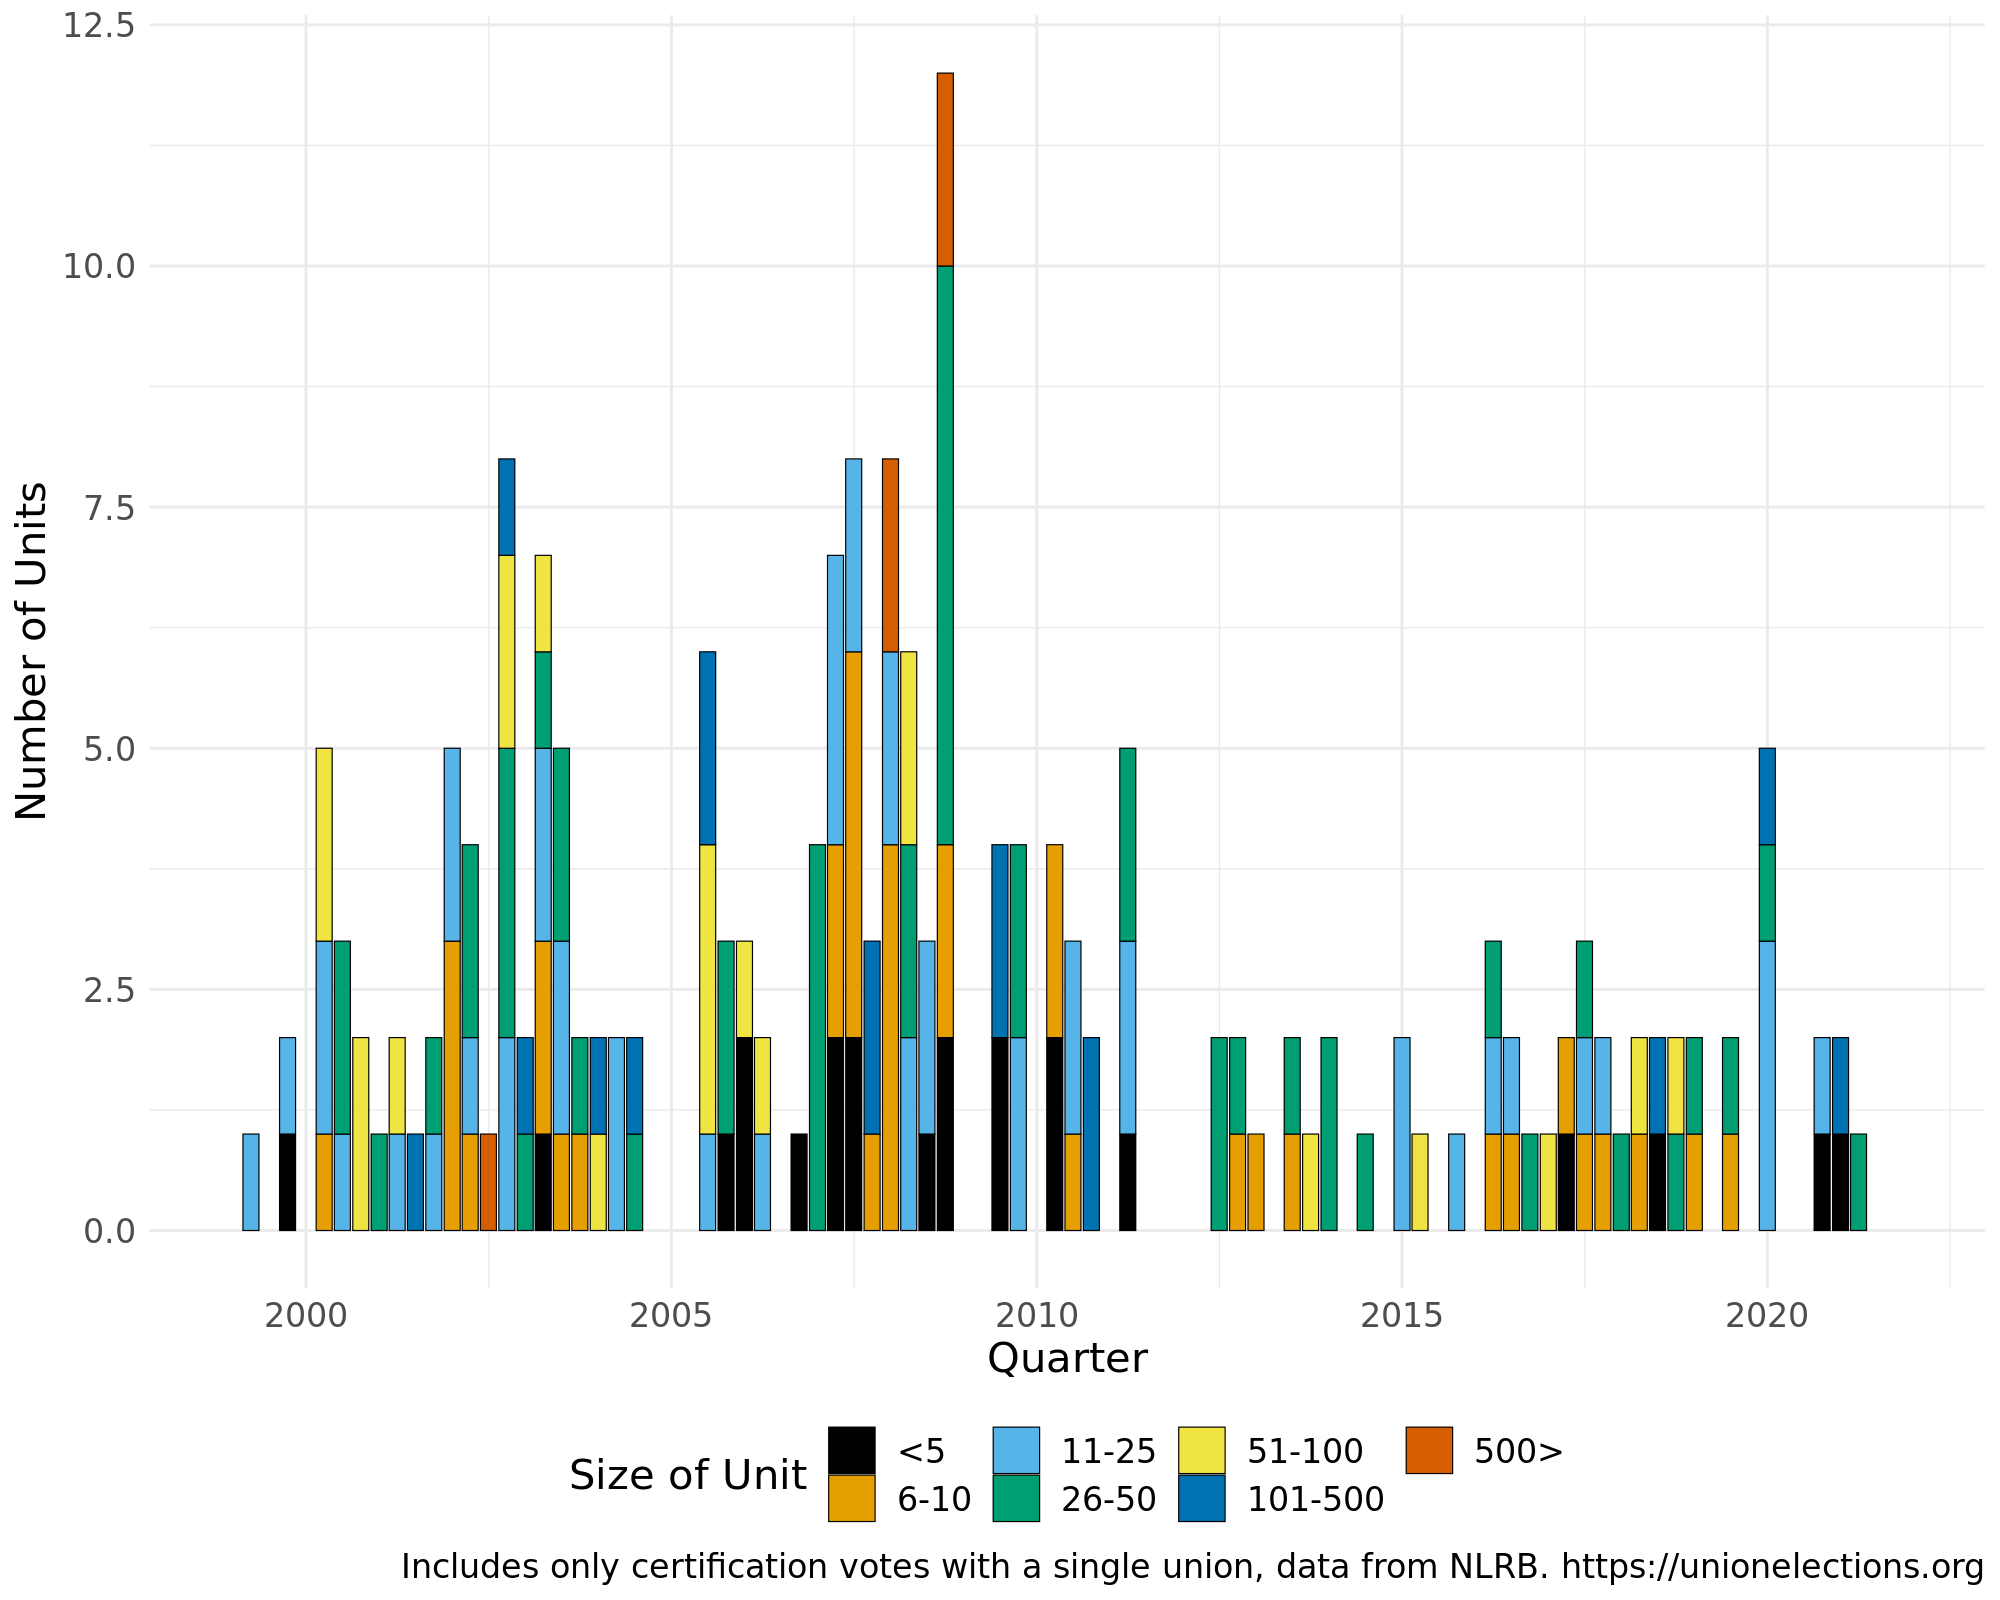 12.5
10.0
7.5
5.0
2.5
0.0
Number of Units
2000 2005 2010 2015 2020
Quarter
Size of Unit
<5 11-25 51-100 500>
6-10 26-50 101-500
Includes only certification votes with a single union, data from NLRB. https://unionelections.org